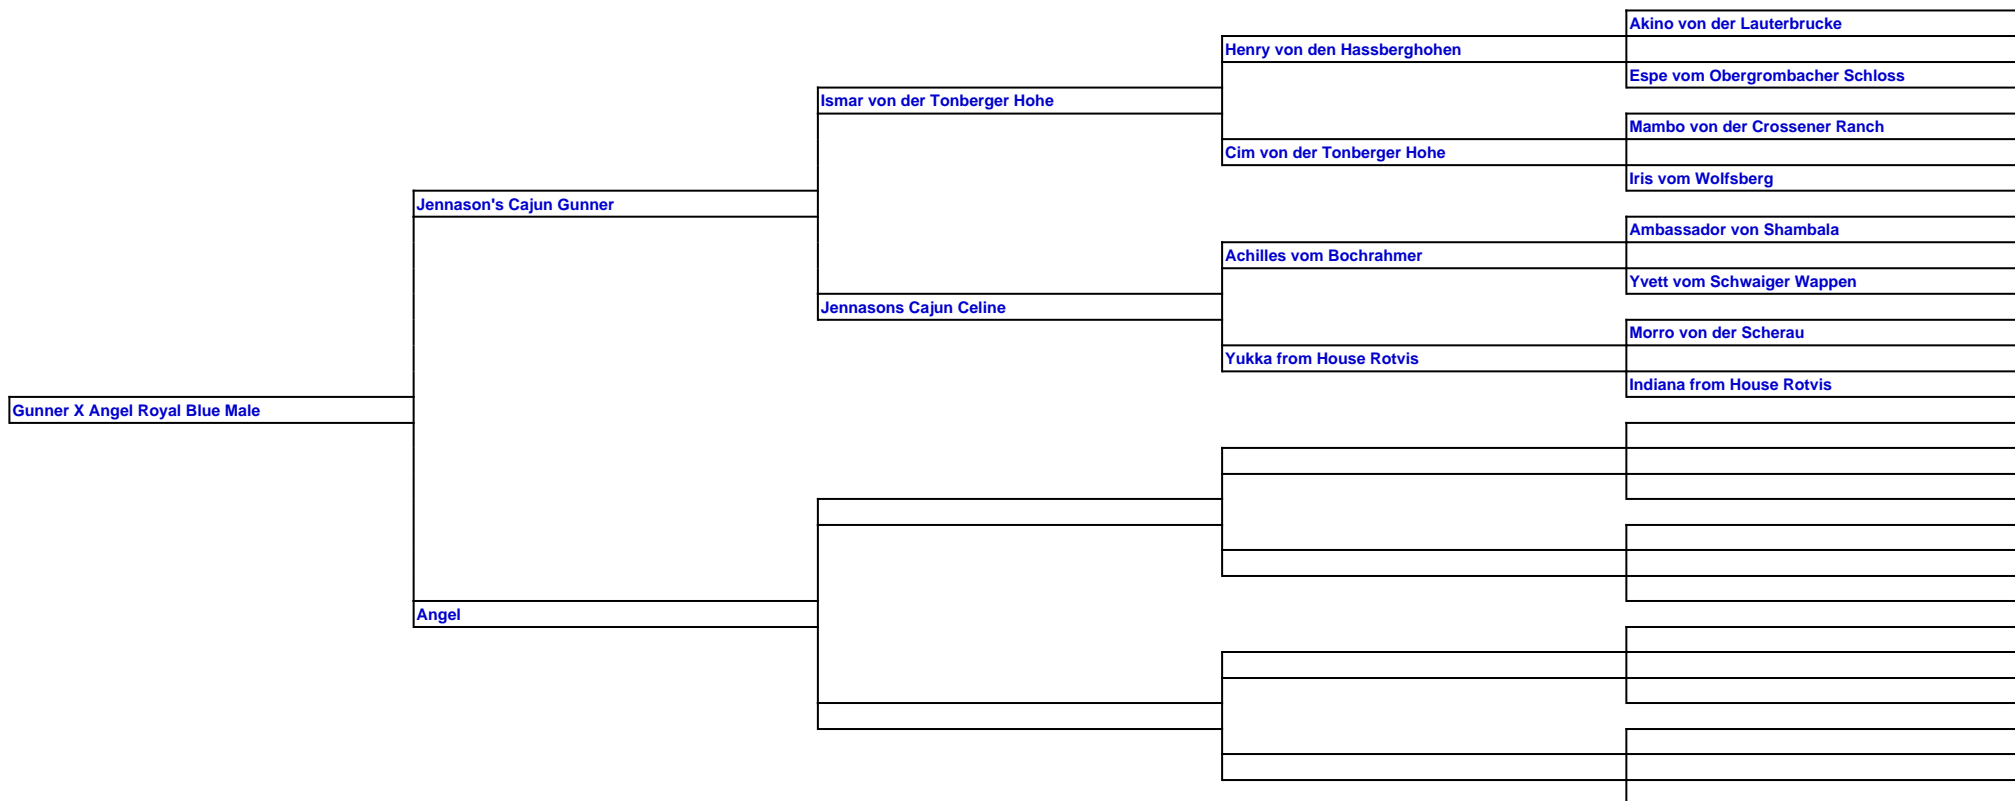 Akino von der Lauterbrucke
Henry von den Hassberghohen
Espe vom Obergrombacher Schloss
Ismar von der Tonberger Hohe
Mambo von der Crossener Ranch
Cim von der Tonberger Hohe
Iris vom Wolfsberg
Jennason's Cajun Gunner
Ambassador von Shambala
Achilles vom Bochrahmer
Yvett vom Schwaiger Wappen
Jennasons Cajun Celine
Morro von der Scherau
Yukka from House Rotvis
Indiana from House Rotvis
Gunner X Angel Royal Blue Male
Angel